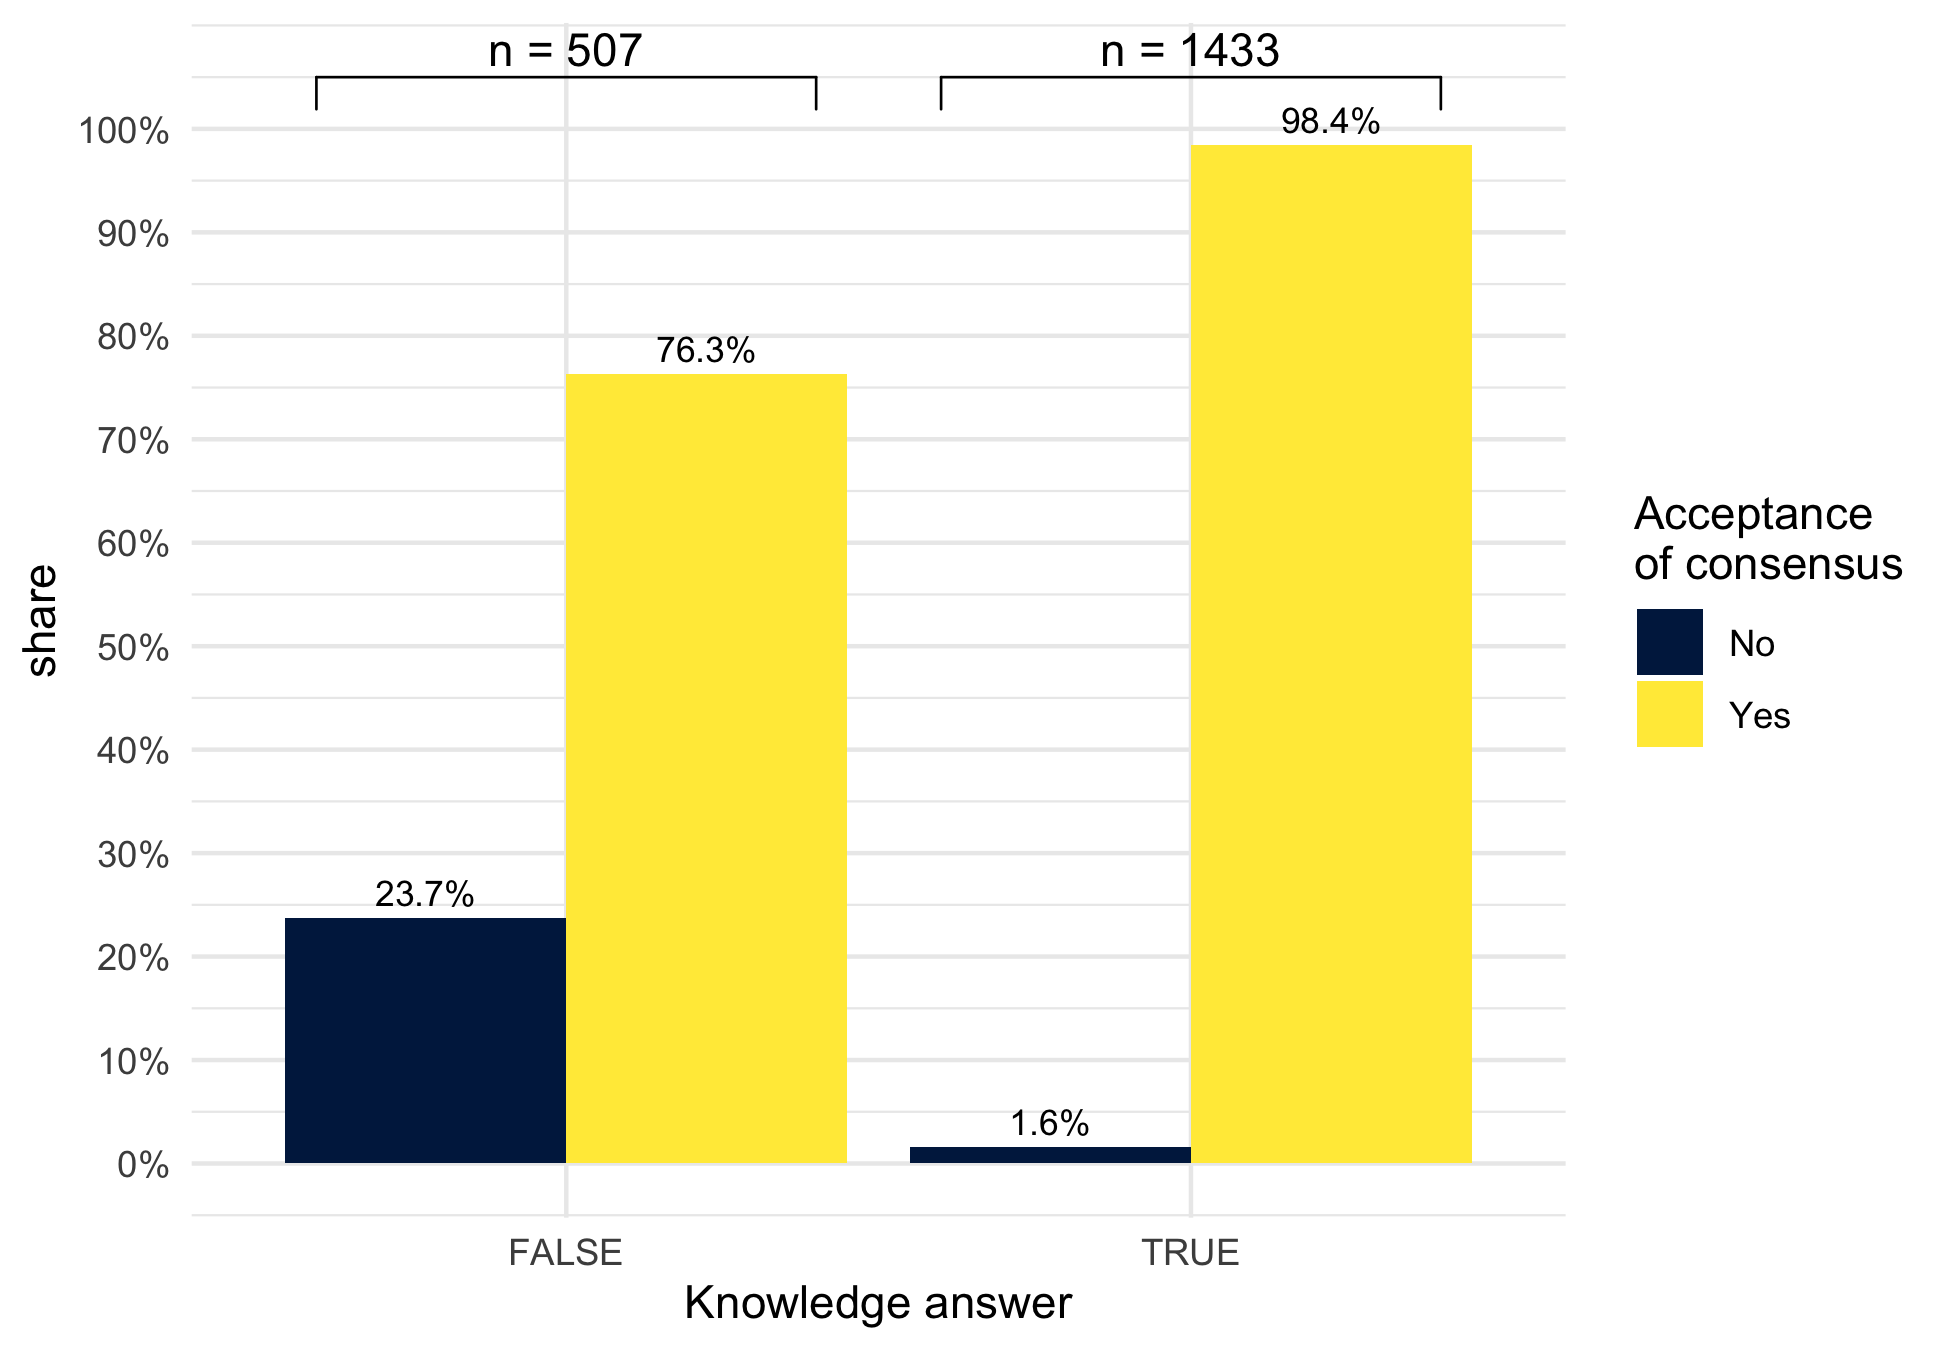 n = 507
n = 1433
100%
90%
80%
70%
60%
50%
40%
30%
20%
10%
0%
98.4%
76.3%
23.7%
1.6%
share
FALSE
TRUE
Knowledge answer
Acceptance
of consensus
No
Yes